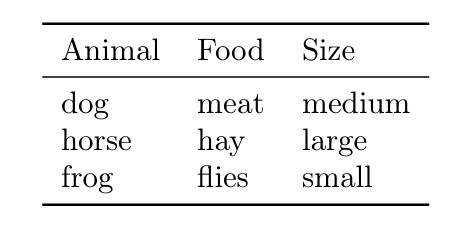 Animal Food Size
dog meat medium
horse hay large
frog flies small